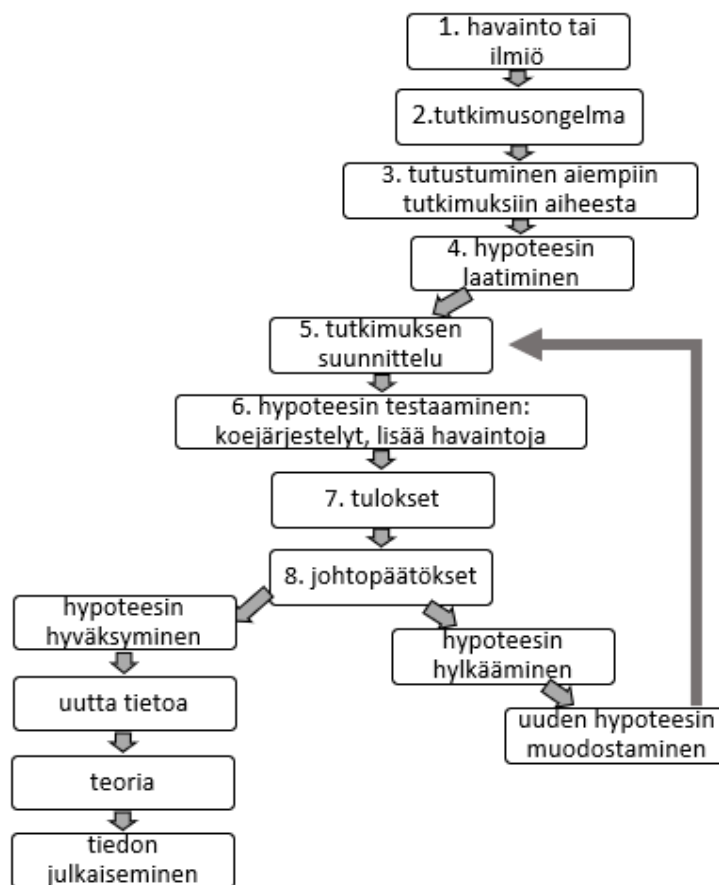 1. havainto tai
ilmiö
2.tutkimusongelma
3. tutustuminen aiempiin
tutkimuksiin aiheesta
4. hypoteesin
laatiminen
5. tutkimuksen
suunnittelu
6. hypoteesin testaaminen:
koejärjestelyt, lisää havaintoja
7. tulokset
8. johtopäätökset
hypoteesin
hyväksyminen
uutta tietoa
teoria
tiedon
julkaiseminen
hypoteesin
hylkääminen
uuden hypoteesin
muodostaminen